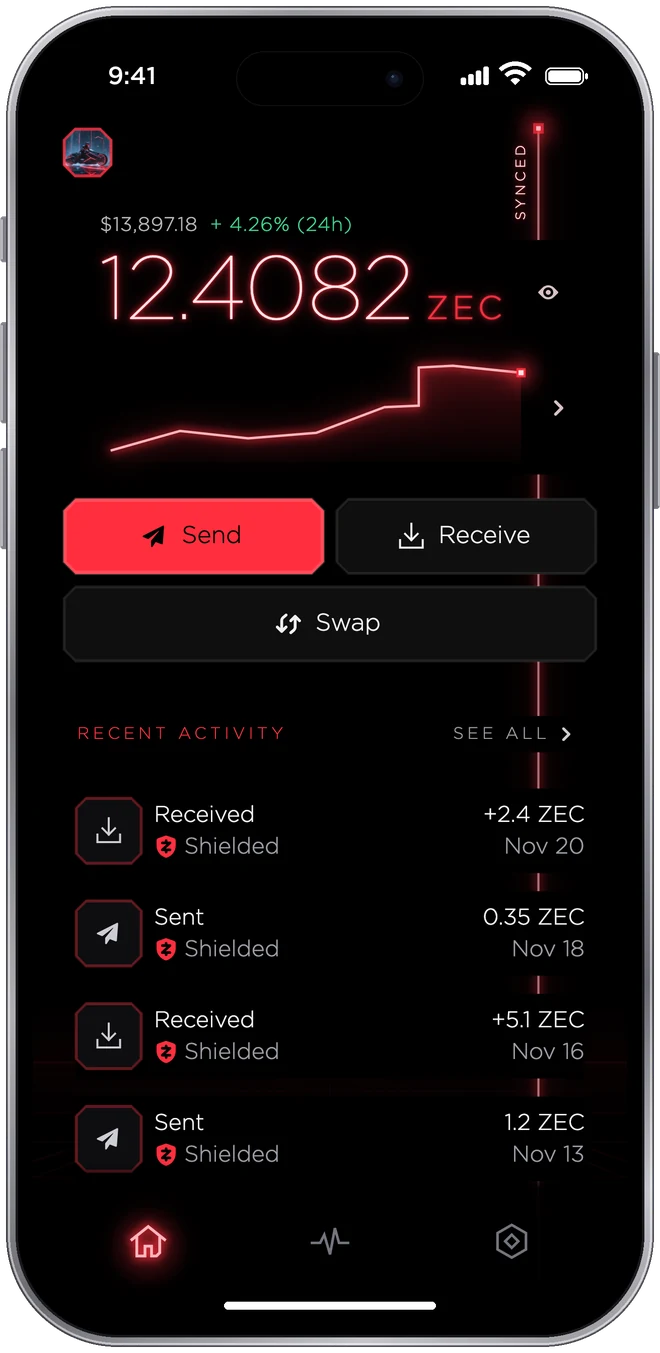 9:41
SYNCED
$13,897.18 + 4.26% (24h)
12.4082 ZEC
Send
Receive
Swap
RECENT ACTIVITY
SEE ALL
Received
+2.4 ZEC
Shielded
Nov 20
Sent
0.35 ZEC
Shielded
Nov 18
Received
+5.1 ZEC
Shielded
Nov 16
Sent
1.2 ZEC
Shielded
Nov 13